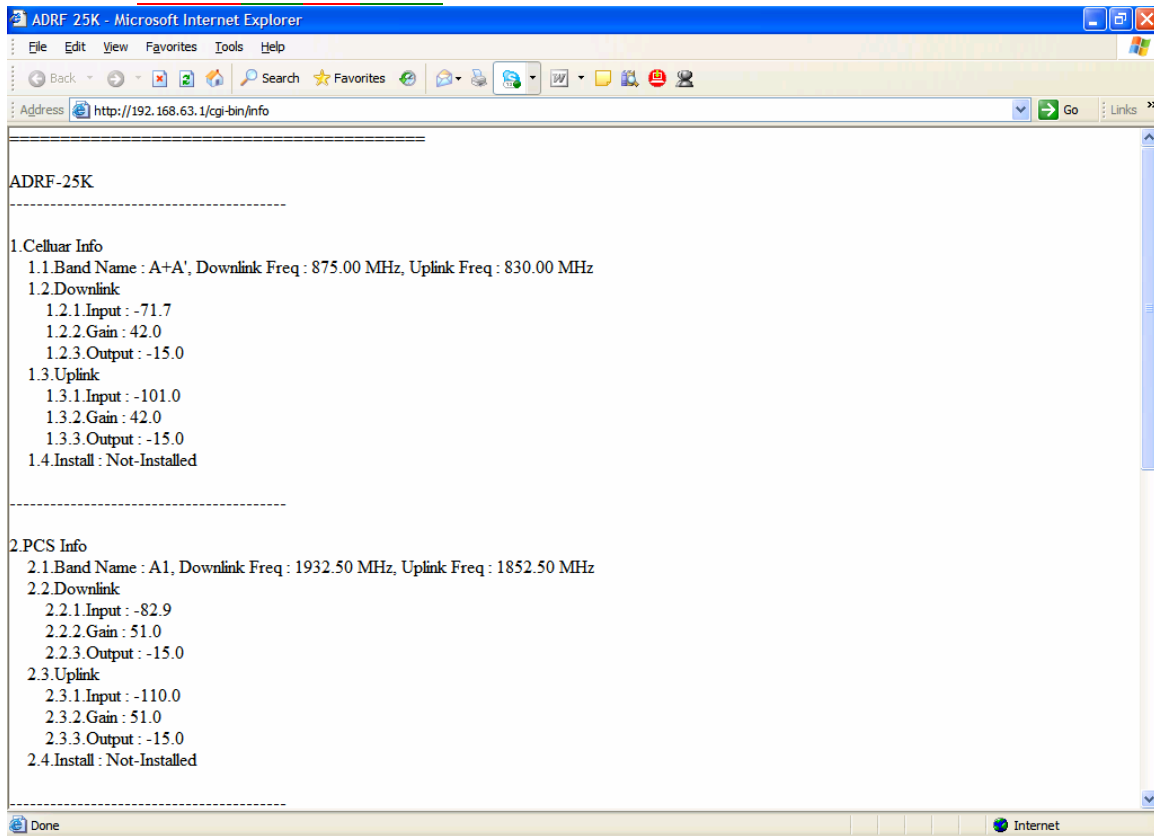 ADRF 25K - Microsoft Internet Explorer
File Edit View Favorites Tools Help
Back Search Favorites
Address http://192.168.63.1/cgi-bin/info Go Links »
=========================================
ADRF-25K
-----------------------------------------
1.Celluar Info
1.1.Band Name : A+A', Downlink Freq : 875.00 MHz, Uplink Freq : 830.00 MHz
1.2.Downlink
1.2.1.Input : -71.7
1.2.2.Gain : 42.0
1.2.3.Output : -15.0
1.3.Uplink
1.3.1.Input : -101.0
1.3.2.Gain : 42.0
1.3.3.Output : -15.0
1.4.Install : Not-Installed
-----------------------------------------
2.PCS Info
2.1.Band Name : A1, Downlink Freq : 1932.50 MHz, Uplink Freq : 1852.50 MHz
2.2.Downlink
2.2.1.Input : -82.9
2.2.2.Gain : 51.0
2.2.3.Output : -15.0
2.3.Uplink
2.3.1.Input : -110.0
2.3.2.Gain : 51.0
2.3.3.Output : -15.0
2.4.Install : Not-Installed
-----------------------------------------
Done Internet